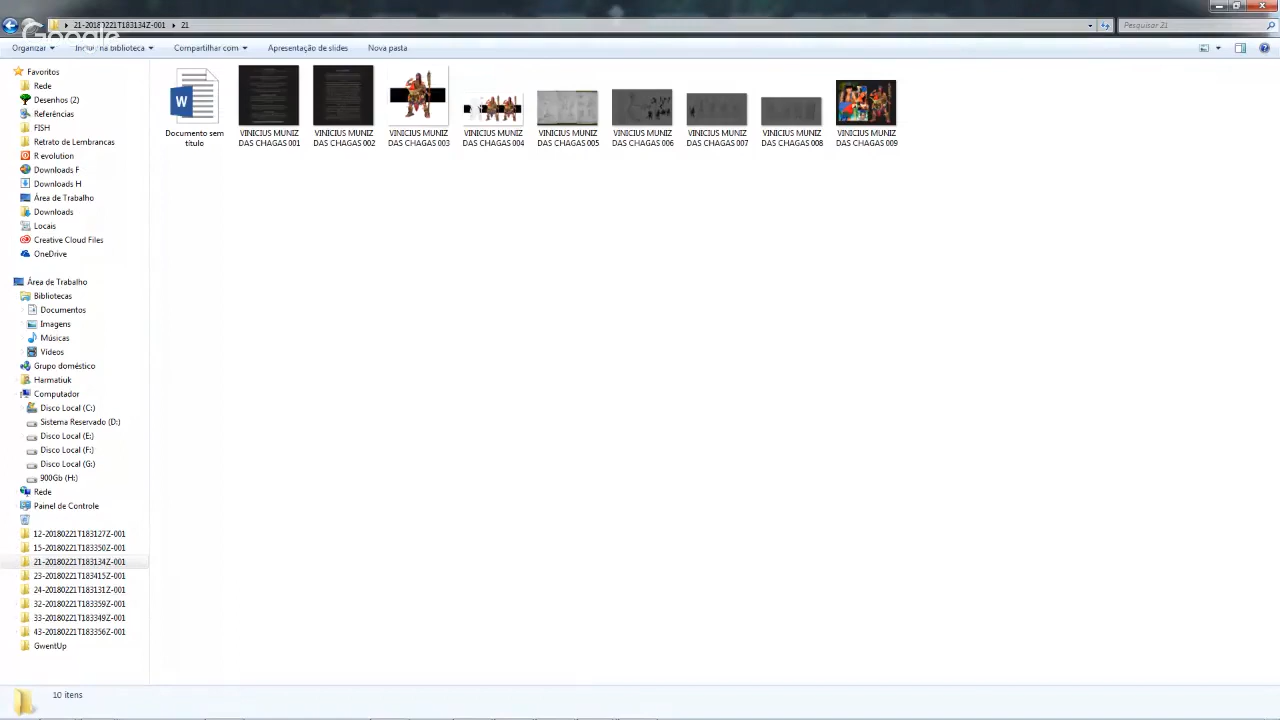 21-20180221T183134Z-001
21
Pesquisar 21
Google
Organizar
Incluir na biblioteca
Compartilhar com
Apresentação de slides
Nova pasta
Favoritos
Rede
Desenhos (2)
Referências
FISH
Retrato de Lembrancas
R evolution
Downloads F
Downloads H
Área de Trabalho
Downloads
Locais
Creative Cloud Files
OneDrive
Área de Trabalho
Bibliotecas
Documentos
Imagens
Músicas
Vídeos
Grupo doméstico
Harmatiuk
Computador
Disco Local (C:)
Sistema Reservado (D:)
Disco Local (E:)
Disco Local (F:)
Disco Local (G:)
900Gb (H:)
Rede
Painel de Controle
12-20180221T183127Z-001
15-20180221T183350Z-001
21-20180221T183134Z-001
23-20180221T183415Z-001
24-20180221T183131Z-001
32-20180221T183359Z-001
33-20180221T183349Z-001
43-20180221T183356Z-001
GwentUp
W
Documento sem
título
VINICIUS MUNIZ
DAS CHAGAS 001
VINICIUS MUNIZ
DAS CHAGAS 002
VINICIUS MUNIZ
DAS CHAGAS 003
VINICIUS MUNIZ
DAS CHAGAS 004
VINICIUS MUNIZ
DAS CHAGAS 005
VINICIUS MUNIZ
DAS CHAGAS 006
VINICIUS MUNIZ
DAS CHAGAS 007
VINICIUS MUNIZ
DAS CHAGAS 008
VINICIUS MUNIZ
DAS CHAGAS 009
10 itens